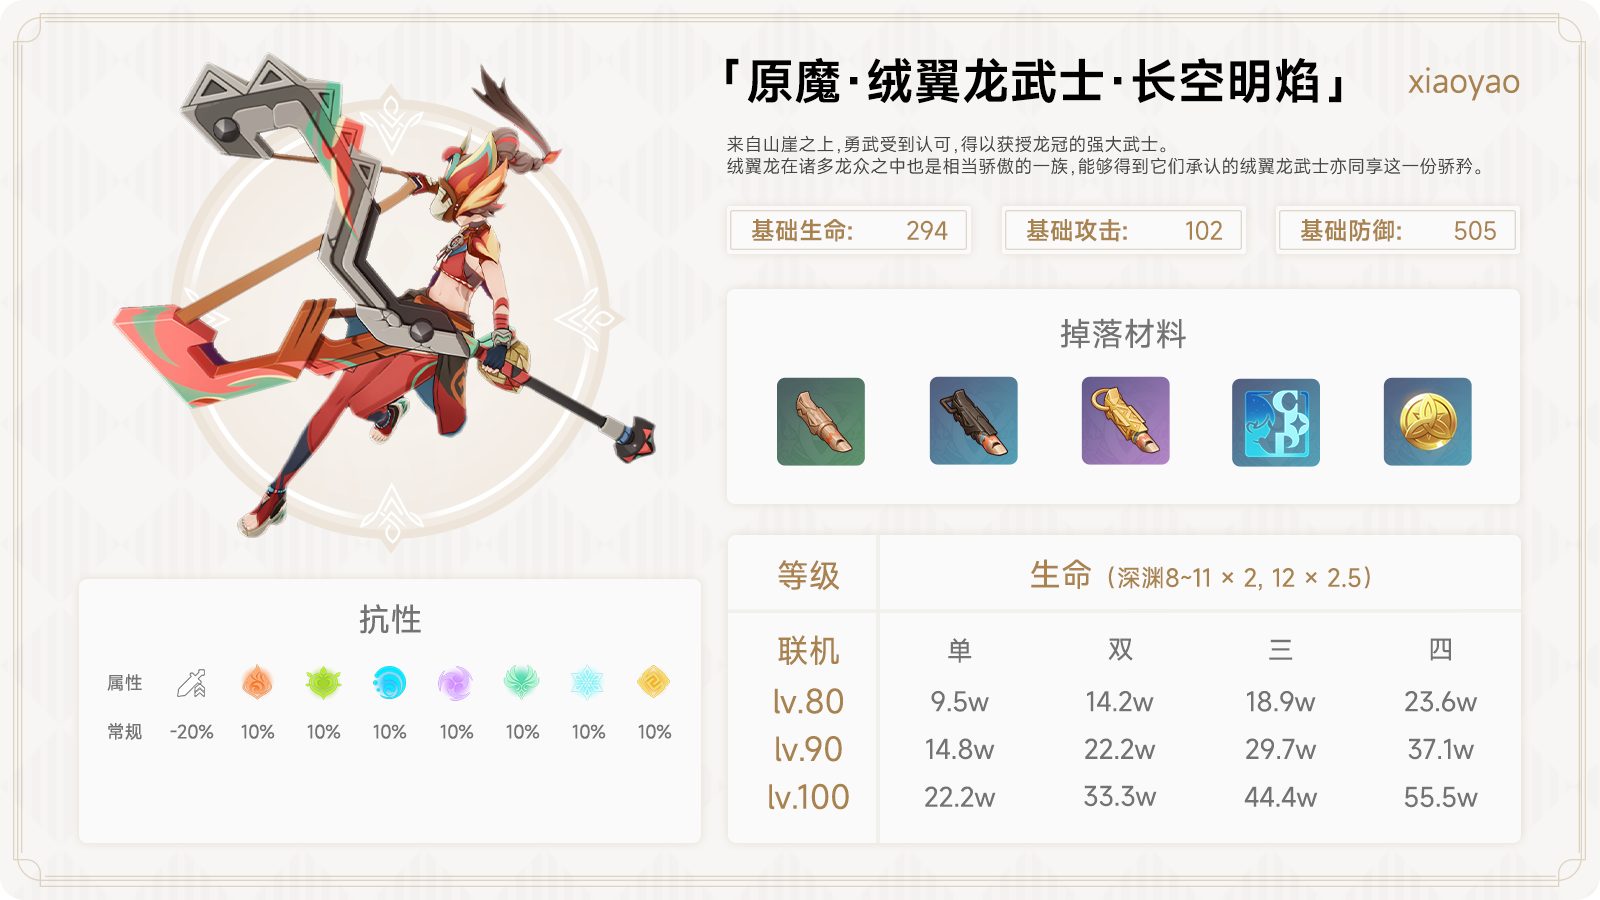 「原魔·绒翼龙武士·长空明焰」 xiaoyao
来自山崖之上,勇武受到认可,得以获授龙冠的强大武士。
绒翼龙在诸多龙众之中也是相当骄傲的一族,能够得到它们承认的绒翼龙武士亦同享这一份骄矜。
基础生命: 294 基础攻击: 102 基础防御: 505
掉落材料
CBP
等级 生命(深渊8~11 × 2, 12 × 2.5)
联机 单 双 三 四
lv.80 9.5w 14.2w 18.9w 23.6w
lv.90 14.8w 22.2w 29.7w 37.1w
lv.100 22.2w 33.3w 44.4w 55.5w
抗性
属性
常规 -20% 10% 10% 10% 10% 10% 10% 10%